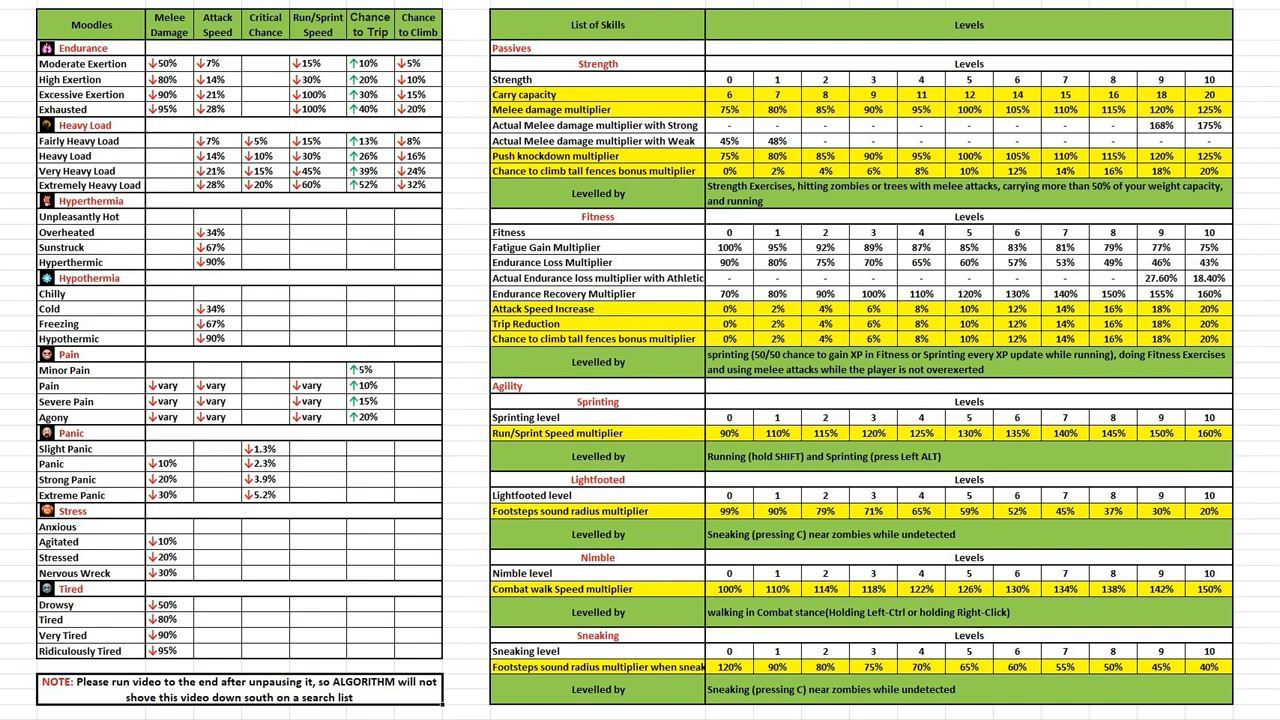 Moodles Melee Damage Attack Speed Critical Chance Run/Sprint Speed Chance to Trip Chance to Climb
Endurance
Moderate Exertion ↓50% ↓7% ↓15% ↑10% ↓5%
High Exertion ↓80% ↓14% ↓30% ↑20% ↓10%
Excessive Exertion ↓90% ↓21% ↓100% ↑30% ↓15%
Exhausted ↓95% ↓28% ↓100% ↑40% ↓20%
Heavy Load
Fairly Heavy Load ↓7% ↓5% ↓15% ↑13% ↓8%
Heavy Load ↓14% ↓10% ↓30% ↑26% ↓16%
Very Heavy Load ↓21% ↓15% ↓45% ↑39% ↓24%
Extremely Heavy Load ↓28% ↓20% ↓60% ↑52% ↓32%
Hyperthermia
Unpleasantly Hot
Overheated ↓34%
Sunstruck ↓67%
Hyperthermic ↓90%
Hypothermia
Chilly
Cold ↓34%
Freezing ↓67%
Hypothermic ↓90%
Pain
Minor Pain ↑5%
Pain ↓vary ↓vary ↓vary ↑10%
Severe Pain ↓vary ↓vary ↓vary ↑15%
Agony ↓vary ↓vary ↓vary ↑20%
Panic
Slight Panic ↓1.3%
Panic ↓10% ↓2.3%
Strong Panic ↓20% ↓3.9%
Extreme Panic ↓30% ↓5.2%
Stress
Anxious
Agitated ↓10%
Stressed ↓20%
Nervous Wreck ↓30%
Tired
Drowsy ↓50%
Tired ↓80%
Very Tired ↓90%
Ridiculously Tired ↓95%
NOTE: Please run video to the end after unpausing it, so ALGORITHM will not
shove this video down south on a search list
List of Skills Levels
Passives
Strength Levels
Strength 0 1 2 3 4 5 6 7 8 9 10
Carry capacity 6 7 8 9 11 12 14 15 16 18 20
Melee damage multiplier 75% 80% 85% 90% 95% 100% 105% 110% 115% 120% 125%
Actual Melee damage multiplier with Strong - - - - - - - - - 168% 175%
Actual Melee damage multiplier with Weak 45% 48% - - - - - - - - -
Push knockdown multiplier 75% 80% 85% 90% 95% 100% 105% 110% 115% 120% 125%
Chance to climb tall fences bonus multiplier 0% 2% 4% 6% 8% 10% 12% 14% 16% 18% 20%
Levelled by Strength Exercises, hitting zombies or trees with melee attacks, carrying more than 50% of your weight capacity,
and running
Fitness Levels
Fitness 0 1 2 3 4 5 6 7 8 9 10
Fatigue Gain Multiplier 100% 95% 92% 89% 87% 85% 83% 81% 79% 77% 75%
Endurance Loss Multiplier 90% 80% 75% 70% 65% 60% 57% 53% 49% 46% 43%
Actual Endurance loss multiplier with Athletic - - - - - - - - - 27.60% 18.40%
Endurance Recovery Multiplier 70% 80% 90% 100% 110% 120% 130% 140% 150% 155% 160%
Attack Speed Increase 0% 2% 4% 6% 8% 10% 12% 14% 16% 18% 20%
Trip Reduction 0% 2% 4% 6% 8% 10% 12% 14% 16% 18% 20%
Chance to climb tall fences bonus multiplier 0% 2% 4% 6% 8% 10% 12% 14% 16% 18% 20%
Levelled by sprinting (50/50 chance to gain XP in Fitness or Sprinting every XP update while running), doing Fitness Exercises
and using melee attacks while the player is not overexerted
Agility
Sprinting Levels
Sprinting level 0 1 2 3 4 5 6 7 8 9 10
Run/Sprint Speed multiplier 90% 110% 115% 120% 125% 130% 135% 140% 145% 150% 160%
Levelled by Running (hold SHIFT) and Sprinting (press Left ALT)
Lightfooted Levels
Lightfooted level 0 1 2 3 4 5 6 7 8 9 10
Footsteps sound radius multiplier 99% 90% 79% 71% 65% 59% 52% 45% 37% 30% 20%
Levelled by Sneaking (pressing C) near zombies while undetected
Nimble Levels
Nimble level 0 1 2 3 4 5 6 7 8 9 10
Combat walk Speed multiplier 100% 110% 114% 118% 122% 126% 130% 134% 138% 142% 150%
Levelled by walking in Combat stance(Holding Left-Ctrl or holding Right-Click)
Sneaking Levels
Sneaking level 0 1 2 3 4 5 6 7 8 9 10
Footsteps sound radius multiplier when sneak 120% 90% 80% 75% 70% 65% 60% 55% 50% 45% 40%
Levelled by Sneaking (pressing C) near zombies while undetected